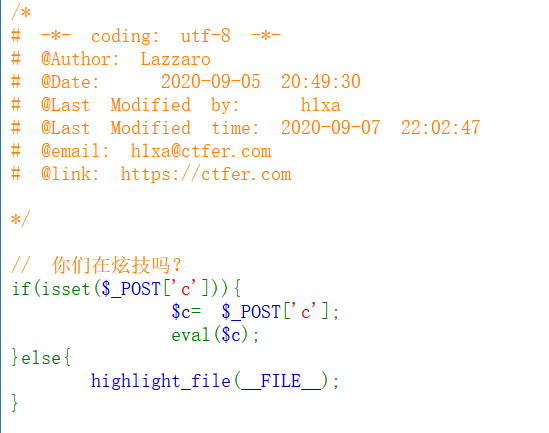 /*
# -*- coding: utf-8 -*-
# @Author: Lazzaro
# @Date: 2020-09-05 20:49:30
# @Last Modified by: hlxa
# @Last Modified time: 2020-09-07 22:02:47
# @email: hlxa@ctfer.com
# @link: https://ctfer.com
*/
// 你们在炫技吗？
if(isset($_POST['c'])){
$c= $_POST['c'];
eval($c);
}else{
highlight_file(__FILE__);
}